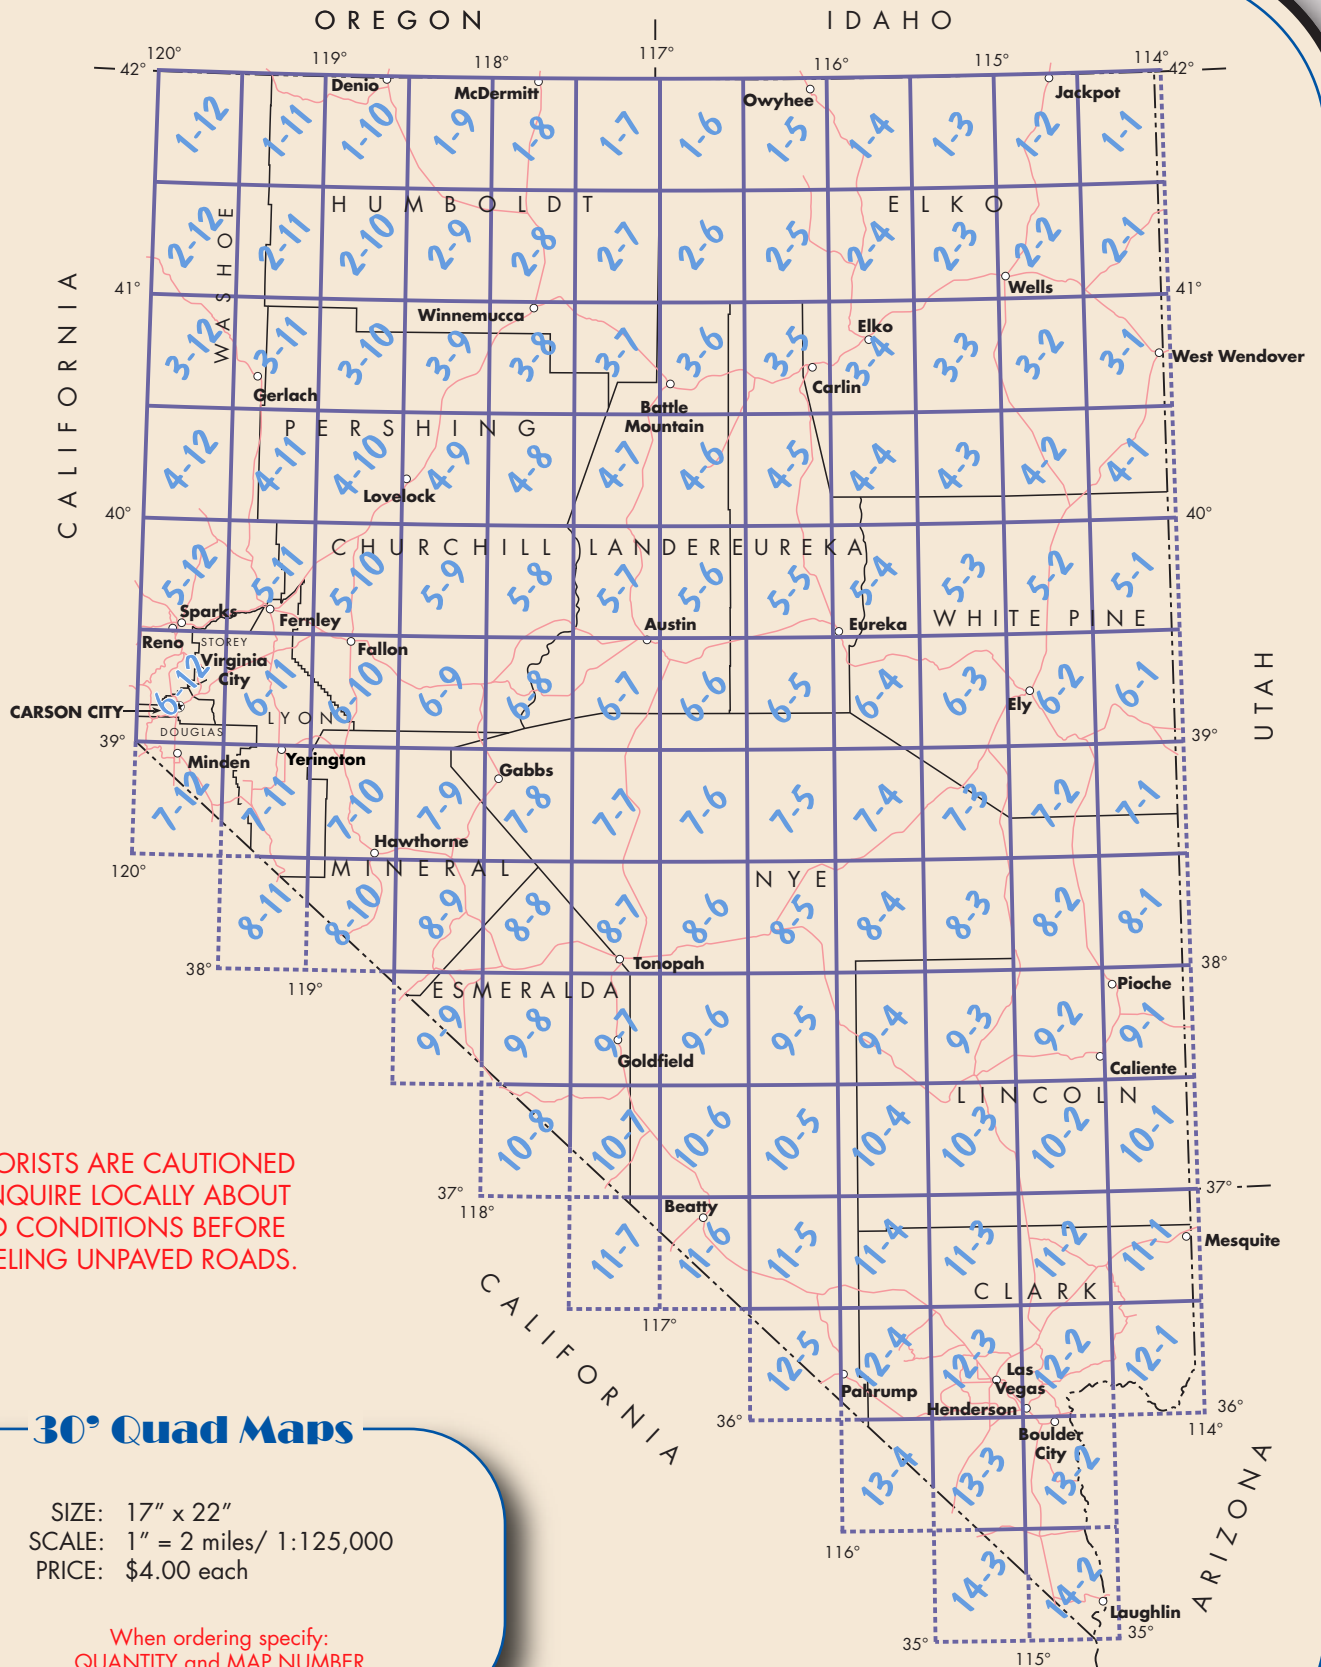 OREGON
IDAHO
120°
119°
118°
117°
116°
115°
114°
42°
42°
Denio
McDermitt
Owyhee
Jackpot
1-12
1-11
1-10
1-9
1-8
1-7
1-6
1-5
1-4
1-3
1-2
1-1
HUMBOLDT
ELKO
WASHOE
2-12
2-11
2-10
2-9
2-8
2-7
2-6
2-5
2-4
2-3
2-2
2-1
Wells
41°
41°
CALIFORNIA
Winnemucca
Elko
3-12
3-11
3-10
3-9
3-8
3-7
3-6
3-5
3-4
3-3
3-2
3-1
West Wendover
Gerlach
Carlin
Battle
Mountain
PERSHING
4-12
4-11
4-10
4-9
4-8
4-7
4-6
4-5
4-4
4-3
4-2
4-1
Lovelock
40°
40°
CHURCHILL
LANDER
EUREKA
5-12
5-11
5-10
5-9
5-8
5-7
5-6
5-5
5-4
5-3
5-2
5-1
WHITE PINE
Sparks
Fernley
Austin
Eureka
Reno
STOREY
Fallon
Virginia
City
6-12
6-11
6-10
6-9
6-8
6-7
6-6
6-5
6-4
6-3
6-2
6-1
Ely
UTAH
CARSON CITY
LYON
DOUGLAS
39°
39°
Minden
Yerington
Gabbs
7-12
7-11
7-10
7-9
7-8
7-7
7-6
7-5
7-4
7-3
7-2
7-1
Hawthorne
MINERAL
NYE
120°
8-11
8-10
8-9
8-8
8-7
8-6
8-5
8-4
8-3
8-2
8-1
Tonopah
38°
38°
119°
ESMERALDA
Pioche
9-9
9-8
9-7
9-6
9-5
9-4
9-3
9-2
9-1
Goldfield
Caliente
LINCOLN
10-8
10-7
10-6
10-5
10-4
10-3
10-2
10-1
ORISTS ARE CAUTIONED
NQUIRE LOCALLY ABOUT
D CONDITIONS BEFORE
ELING UNPAVED ROADS.
37°
37°
118°
Beatty
11-7
11-6
11-5
11-4
11-3
11-2
11-1
Mesquite
CLARK
CALIFORNIA
117°
12-5
12-4
12-3
12-2
12-1
Las
Vegas
Pahrump
Henderson
36°
36°
114°
Boulder
City
13-4
13-3
13-2
ARIZONA
116°
14-3
14-2
Laughlin
35°
35°
115°
30' Quad Maps
SIZE: 17" x 22"
SCALE: 1" = 2 miles/ 1:125,000
PRICE: $4.00 each
When ordering specify:
QUANTITY and MAP NUMBER